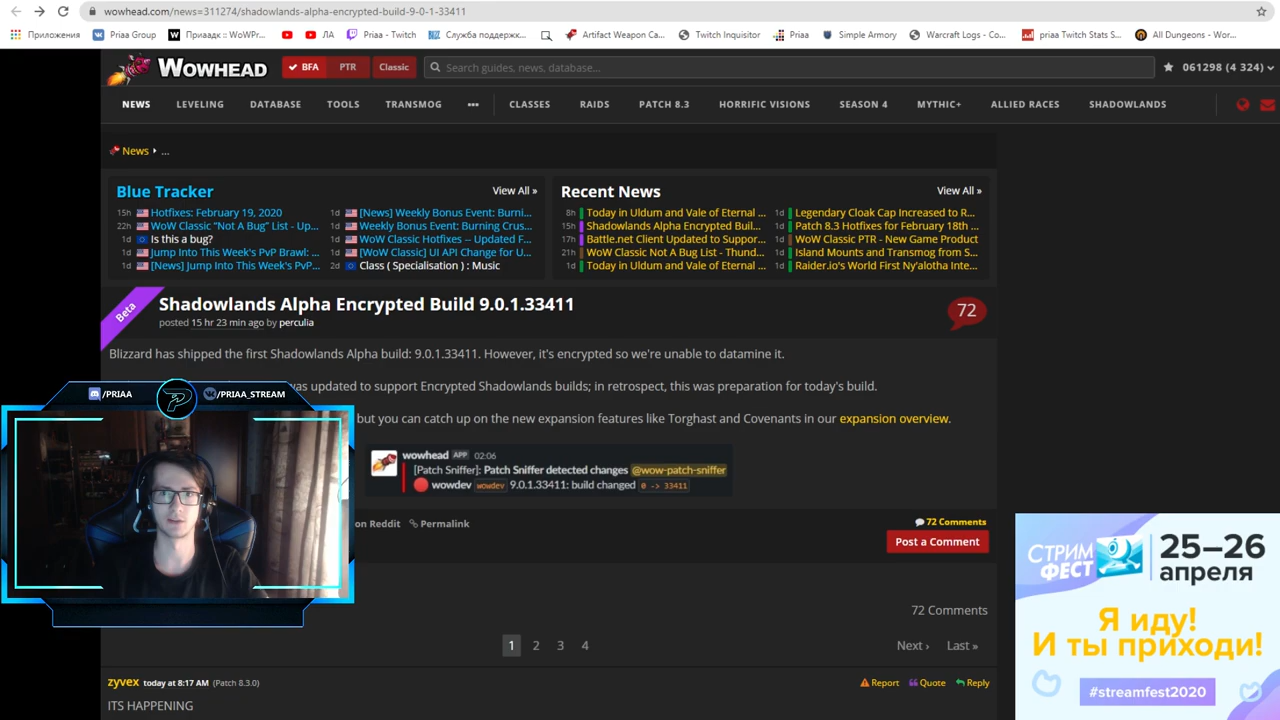 wowhead.com/news=311274/shadowlands-alpha-encrypted-build-9-0-1-33411
Приложения
Priaa Group
Приаадк :: WoWPr...
ЛА
Priaa - Twitch
Служба поддержк...
Artifact Weapon Ca...
Twitch Inquisitor
Priaa
Simple Armory
Warcraft Logs - Co...
priaa Twitch Stats S...
All Dungeons - Wor...
WOWHEAD
BFA
PTR
Classic
Search guides, news, database...
061298 (4 324)
NEWS
LEVELING
DATABASE
TOOLS
TRANSMOG
•••
CLASSES
RAIDS
PATCH 8.3
HORRIFIC VISIONS
SEASON 4
MYTHIC+
ALLIED RACES
SHADOWLANDS
News ...
Blue Tracker
View All »
15h Hotfixes: February 19, 2020
22h WoW Classic “Not A Bug” List - Up...
1d Is this a bug?
1d Jump Into This Week's PvP Brawl: ...
1d [News] Jump Into This Week's PvP...
1d [News] Weekly Bonus Event: Burni...
1d Weekly Bonus Event: Burning Crus...
1d WoW Classic Hotfixes -- Updated F...
1d [WoW Classic] UI API Change for U...
2d Class ( Specialisation ) : Music
Recent News
View All »
8h Today in Uldum and Vale of Eternal ...
15h Shadowlands Alpha Encrypted Buil...
17h Battle.net Client Updated to Suppor...
21h WoW Classic Not A Bug List - Thund...
1d Today in Uldum and Vale of Eternal ...
1d Legendary Cloak Cap Increased to R...
1d Patch 8.3 Hotfixes for February 18th ...
1d WoW Classic PTR - New Game Product
1d Island Mounts and Transmog from S...
1d Raider.io's World First Ny'alotha Inte...
Beta
Shadowlands Alpha Encrypted Build 9.0.1.33411
posted 15 hr 23 min ago by perculia
72
Blizzard has shipped the first Shadowlands Alpha build: 9.0.1.33411. However, it's encrypted so we're unable to datamine it.
was updated to support Encrypted Shadowlands builds; in retrospect, this was preparation for today's build.
but you can catch up on the new expansion features like Torghast and Covenants in our expansion overview.
/PRIAA
/PRIAA_STREAM
wowhead APP 02:06
[Patch Sniffer]: Patch Sniffer detected changes @wow-patch-sniffer
wowdev wowdev 9.0.1.33411: build changed 0 -> 33411
on Reddit
Permalink
72 Comments
Post a Comment
72 Comments
1 2 3 4
Next ›
Last »
zyvex today at 8:17 AM (Patch 8.3.0)
Report
Quote
Reply
ITS HAPPENING
СТРИМ
ФЕСТ
25–26
апреля
Я иду!
И ты приходи!
#streamfest2020